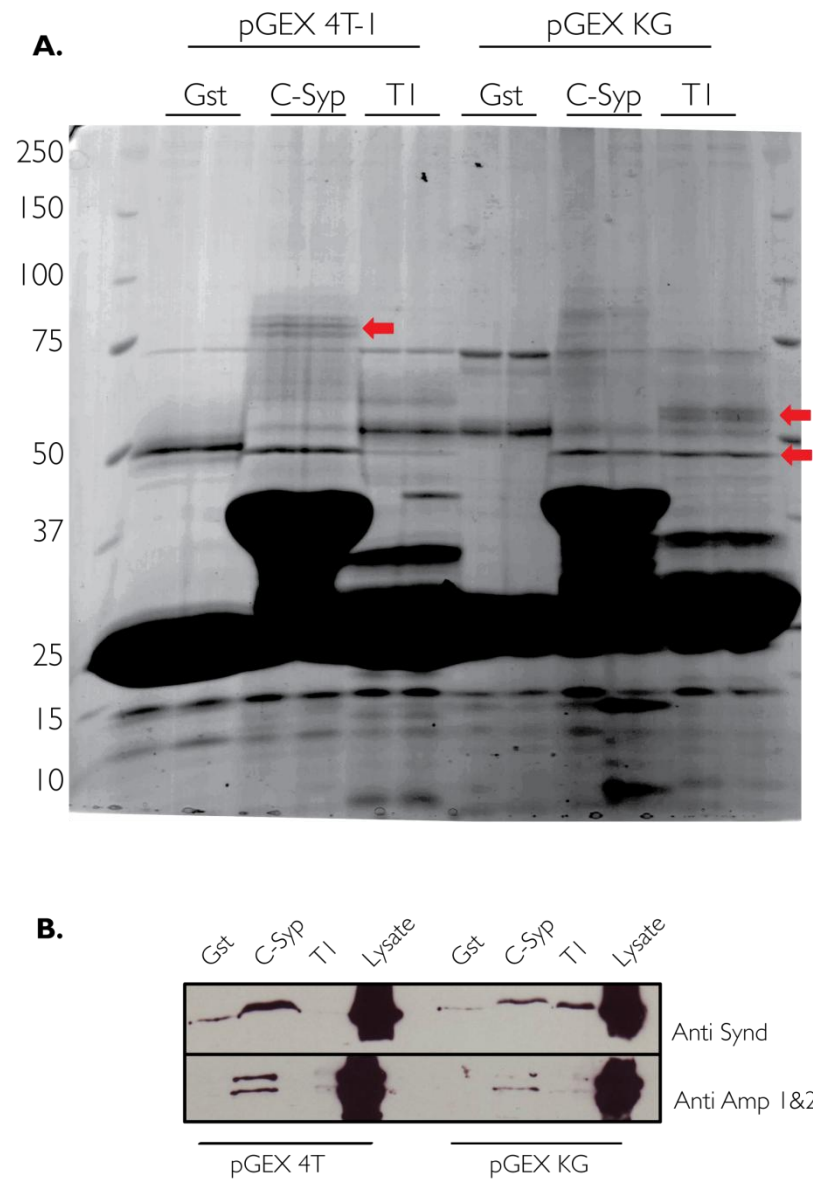 A.
pGEX 4T-1 pGEX KG
Gst C-Syp T1 Gst C-Syp T1
250
150
100
75
50
37
25
15
10
B.
Gst C-Syp T1 Lysate Gst C-Syp T1 Lysate
Anti Synd
Anti Amp 1&2
pGEX 4T pGEX KG